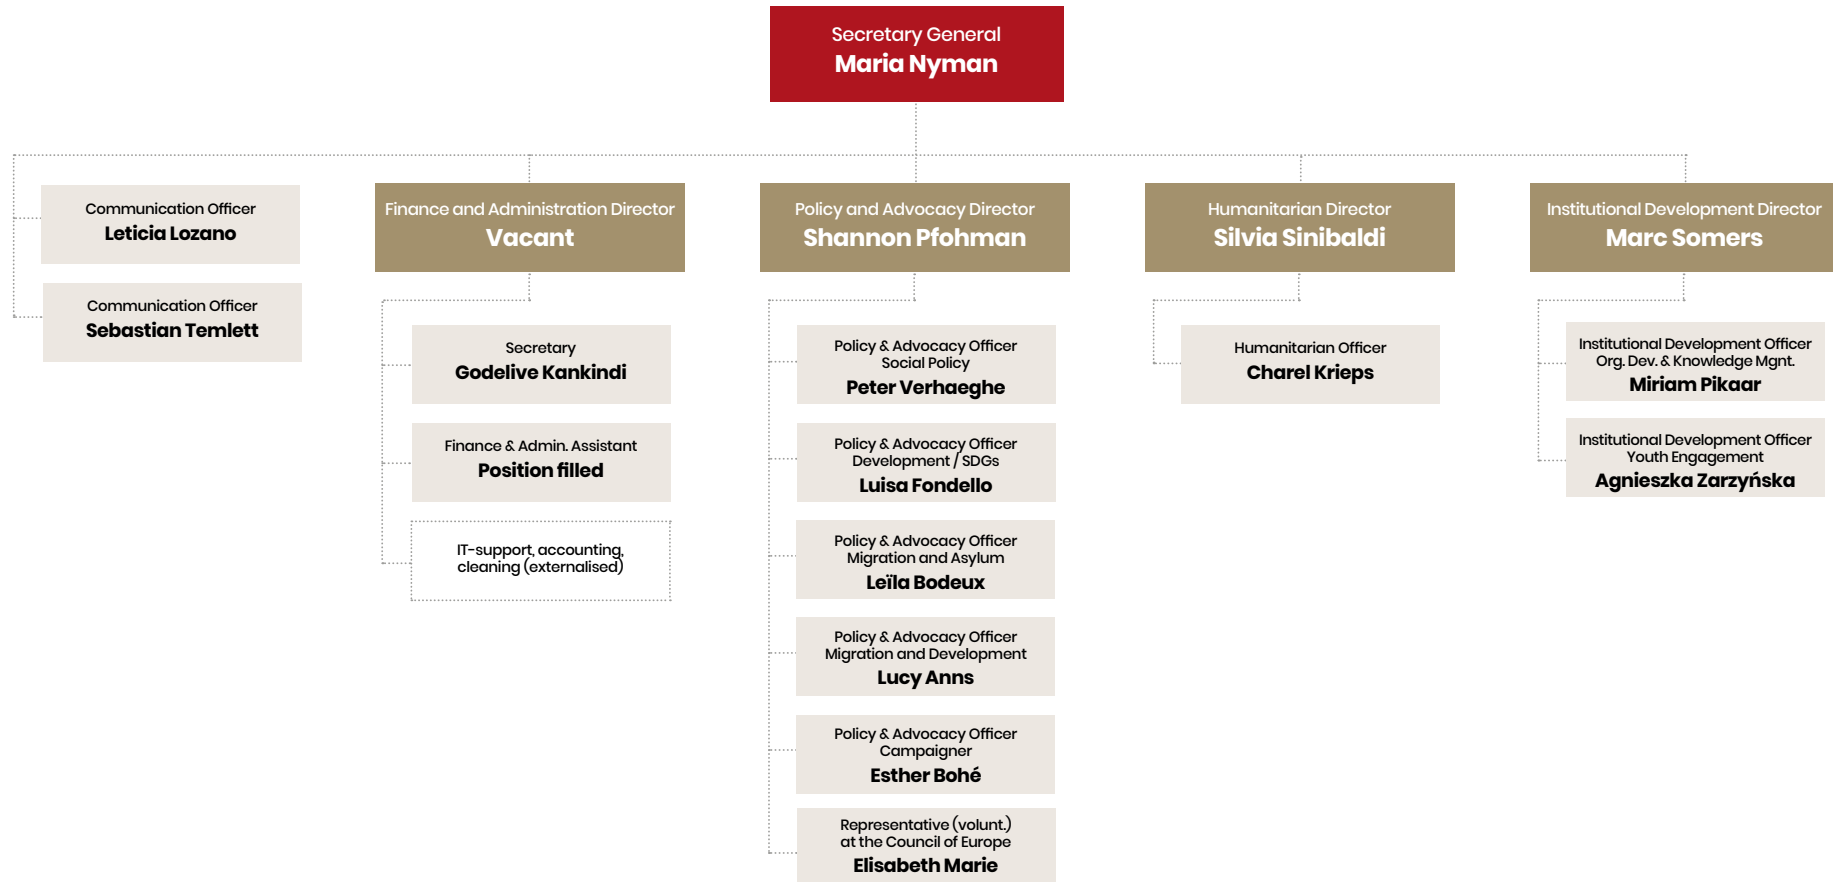 Secretary General
Maria Nyman
Communication Officer
Leticia Lozano
Communication Officer
Sebastian Temlett
Finance and Administration Director
Vacant
Secretary
Godelive Kankindi
Finance & Admin. Assistant
Position filled
IT-support, accounting,
cleaning (externalised)
Policy and Advocacy Director
Shannon Pfohman
Policy & Advocacy Officer
Social Policy
Peter Verhaeghe
Policy & Advocacy Officer
Development / SDGs
Luisa Fondello
Policy & Advocacy Officer
Migration and Asylum
Leïla Bodeux
Policy & Advocacy Officer
Migration and Development
Lucy Anns
Policy & Advocacy Officer
Campaigner
Esther Bohé
Representative (volunt.)
at the Council of Europe
Elisabeth Marie
Humanitarian Director
Silvia Sinibaldi
Humanitarian Officer
Charel Krieps
Institutional Development Director
Marc Somers
Institutional Development Officer
Org. Dev. & Knowledge Mgnt.
Miriam Pikaar
Institutional Development Officer
Youth Engagement
Agnieszka Zarzyńska